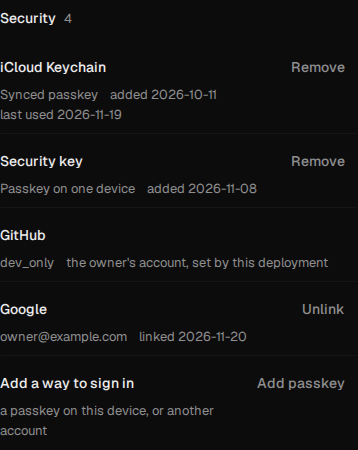 Security 4
iCloud Keychain Remove
Synced passkey added 2026-10-11
last used 2026-11-19
Security key Remove
Passkey on one device added 2026-11-08
GitHub
dev_only the owner's account, set by this deployment
Google Unlink
owner@example.com linked 2026-11-20
Add a way to sign in Add passkey
a passkey on this device, or another
account